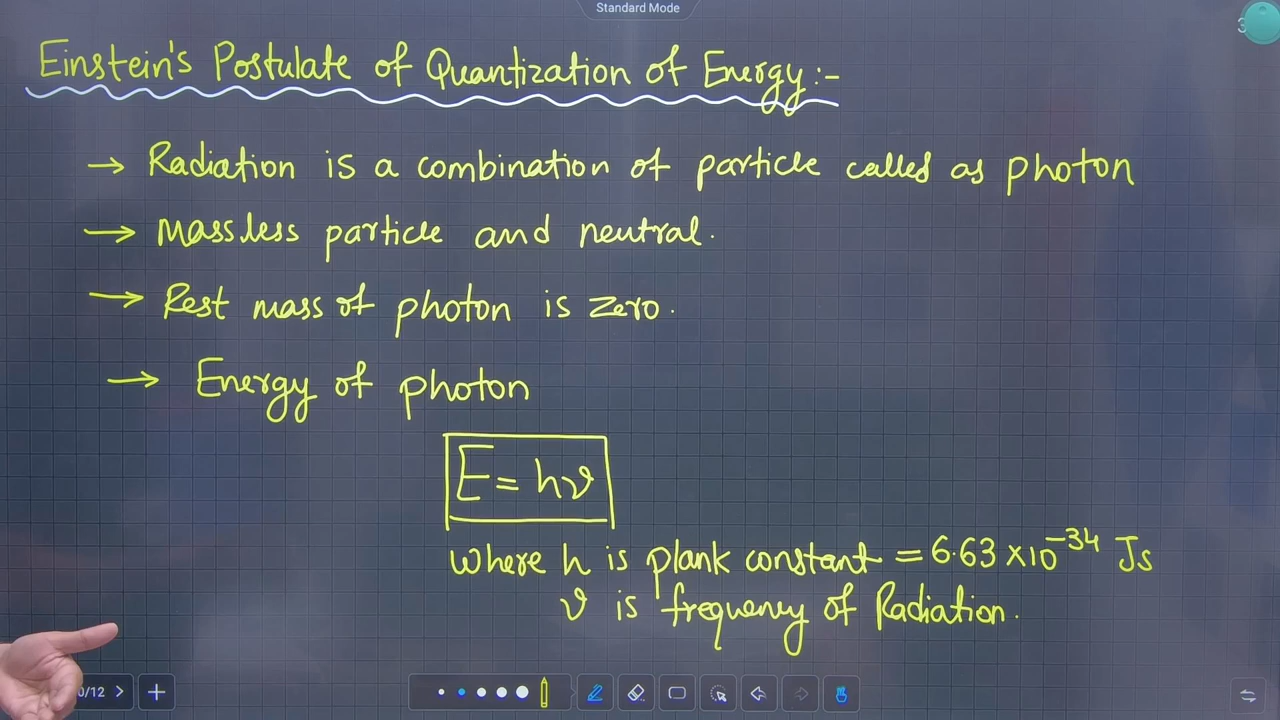 Standard Mode
3
Einstein's Postulate of Quantization of Energy :-
→ Radiation is a combination of particle called as photon
→ Massless particle and neutral.
→ Rest mass of photon is zero.
→ Energy of photon
E = hν
where h is plank constant = 6.63 ×10⁻³⁴ Js
ν is frequency of Radiation.
0/12